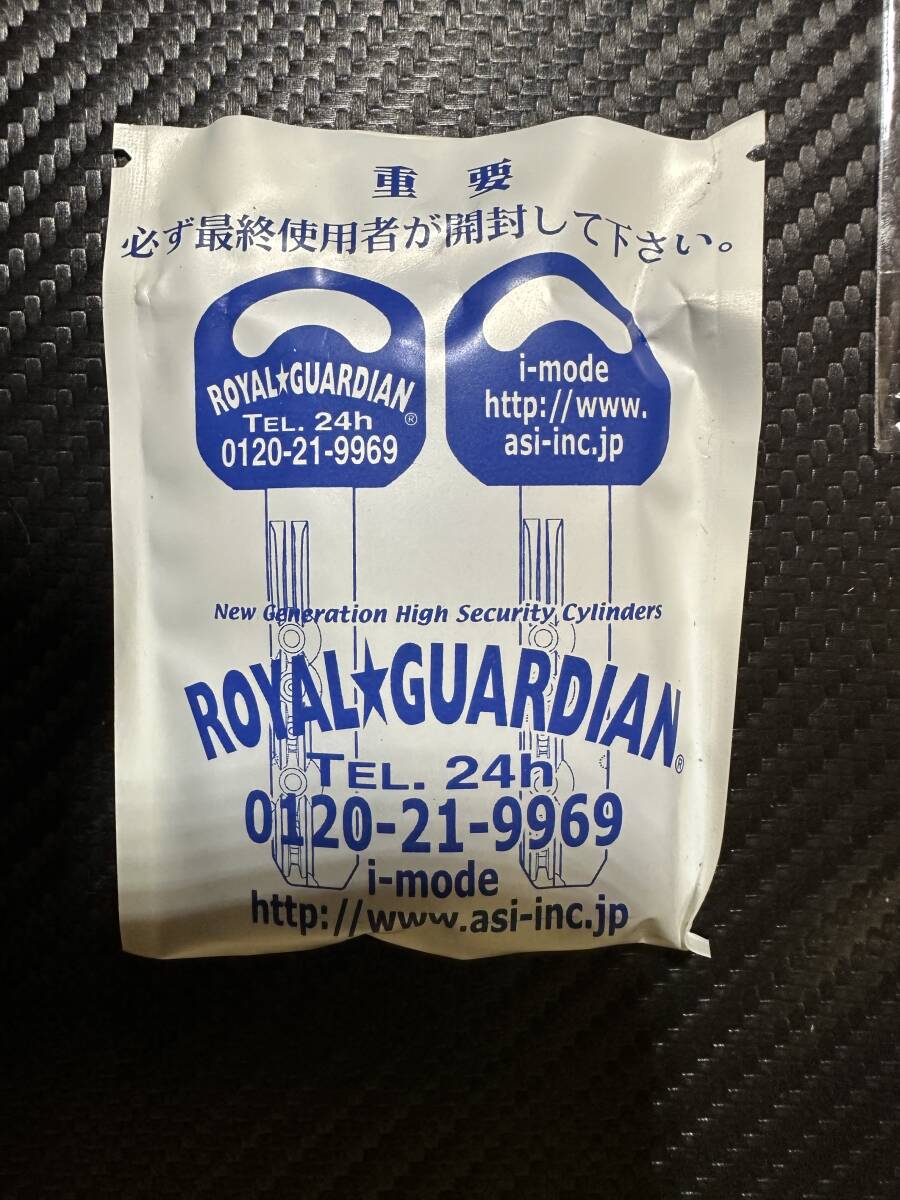 重要
必ず最終使用者が開封して下さい。
ROYAL★GUARDIAN
TEL. 24h ®
0120-21-9969
i-mode
http://www.
asi-inc.jp
New Generation High Security Cylinders
ROYAL★GUARDIAN®
TEL. 24h
0120-21-9969
i-mode
http://www.asi-inc.jp